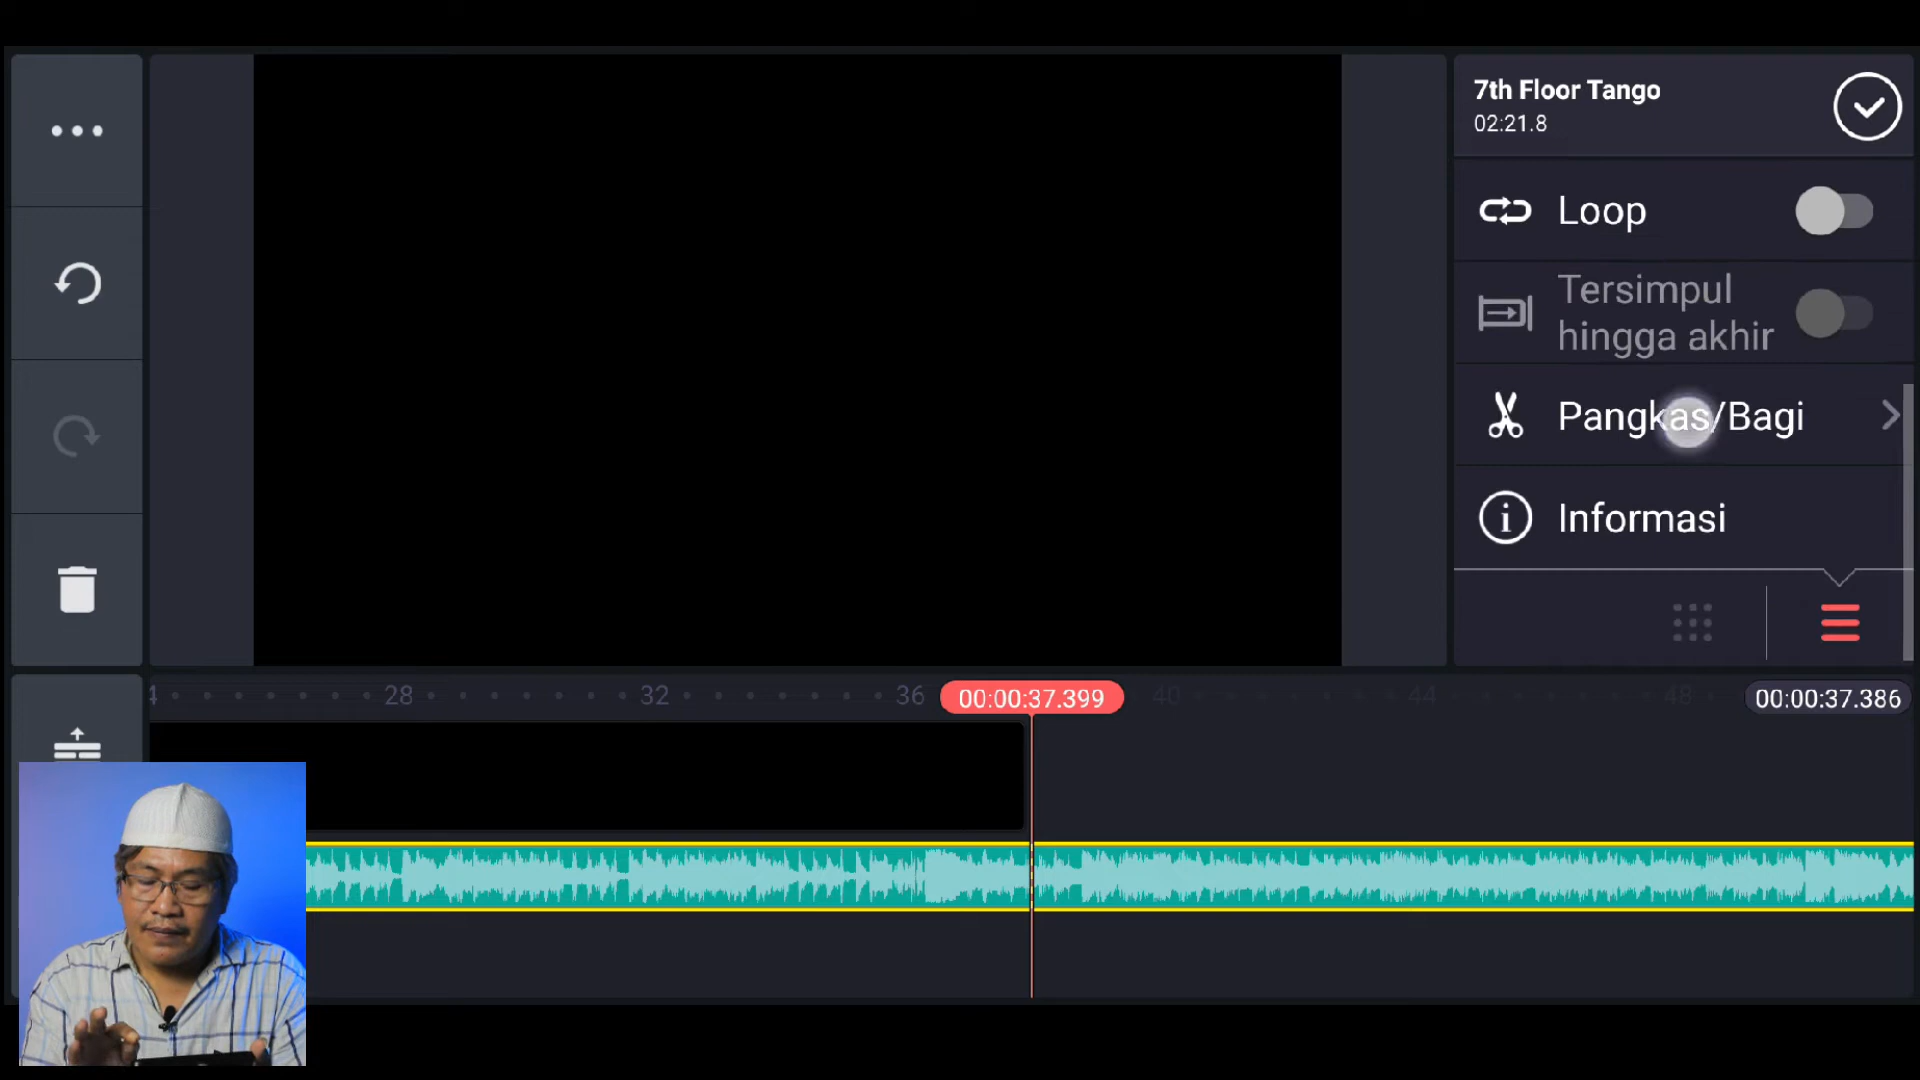 7th Floor Tango
02:21.8
Loop
Tersimpul
hingga akhir
Pangkas/Bagi
Informasi
4
28
32
36
00:00:37.399
40
44
48
00:00:37.386